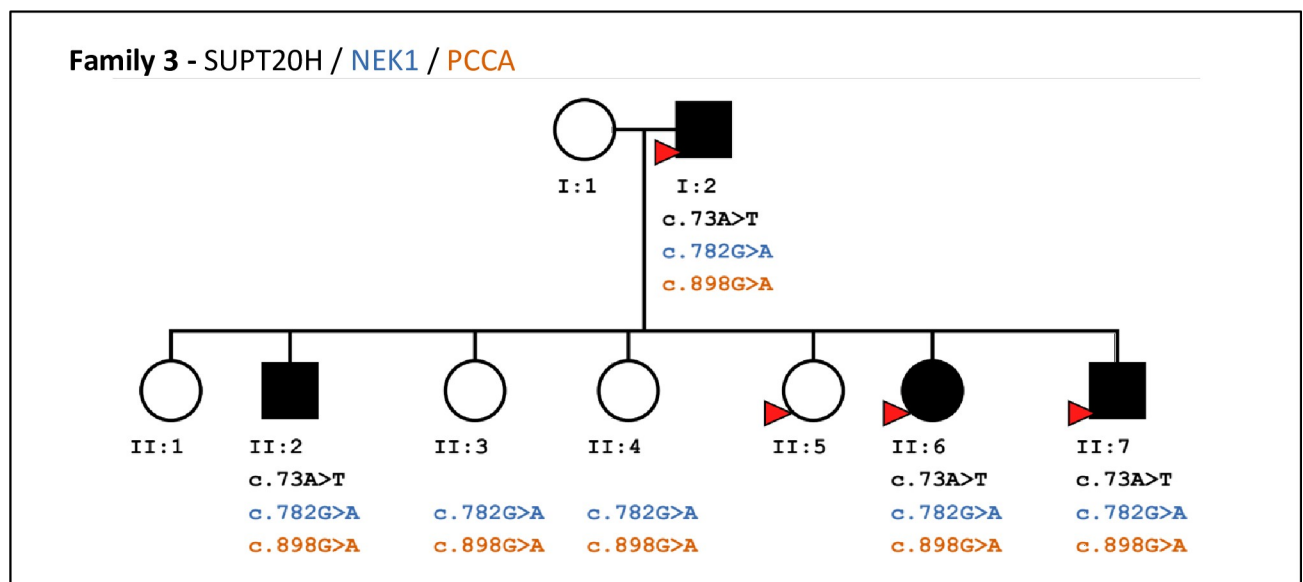 Family 3 - SUPT20H / NEK1 / PCCA
I:1 I:2
c.73A>T
c.782G>A
c.898G>A
II:1 II:2 II:3 II:4 II:5 II:6 II:7
c.73A>T c.73A>T c.73A>T
c.782G>A c.782G>A c.782G>A c.782G>A c.782G>A
c.898G>A c.898G>A c.898G>A c.898G>A c.898G>A